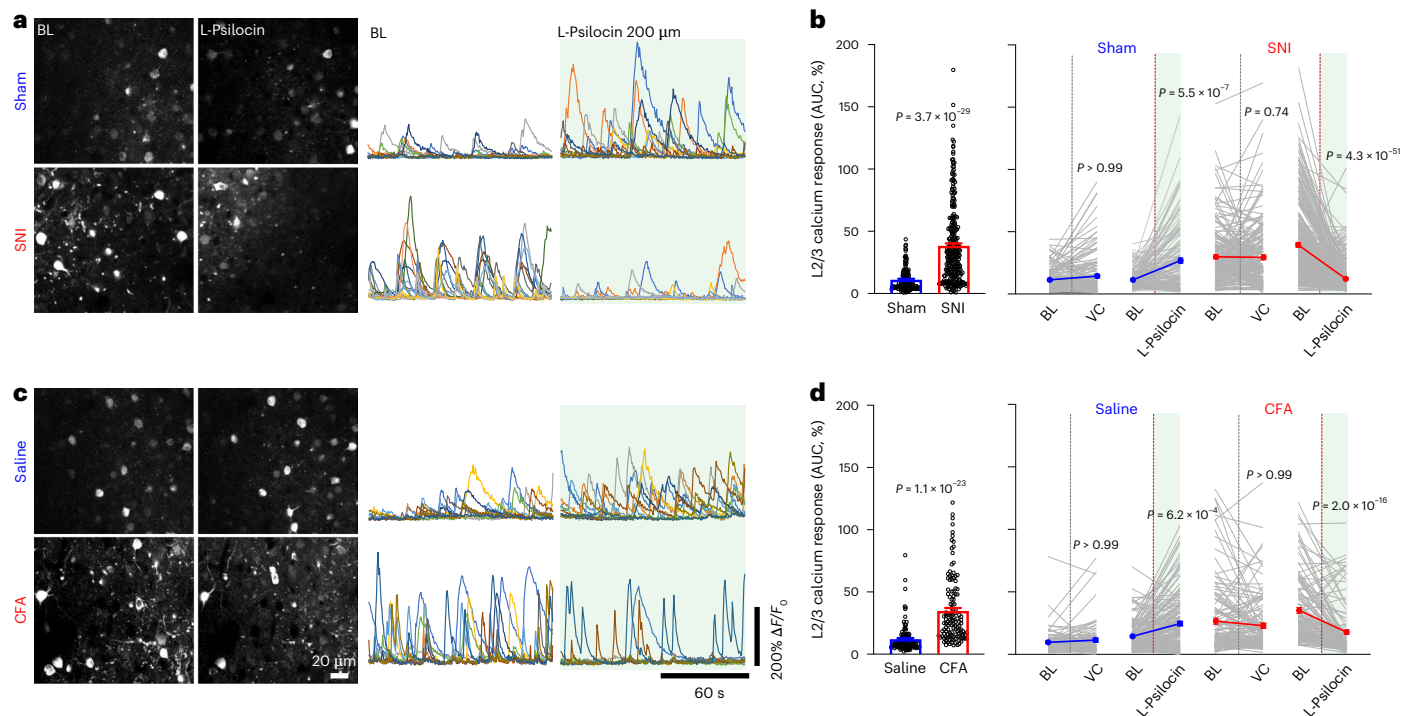 a
BL
L-Psilocin
BL
L-Psilocin 200 μm
Sham
SNI
b
L2/3 calcium response (AUC, %)
200
150
100
50
0
P = 3.7 × 10⁻²⁹
Sham SNI
Sham
SNI
P > 0.99
P = 5.5 × 10⁻⁷
P = 0.74
P = 4.3 × 10⁻⁵¹
BL VC BL L-Psilocin BL VC BL L-Psilocin
c
Saline
CFA
20 μm
200% ΔF/F₀
60 s
d
L2/3 calcium response (AUC, %)
200
150
100
50
0
P = 1.1 × 10⁻²³
Saline CFA
Saline
CFA
P > 0.99
P = 6.2 × 10⁻⁴
P > 0.99
P = 2.0 × 10⁻¹⁶
BL VC BL L-Psilocin BL VC BL L-Psilocin